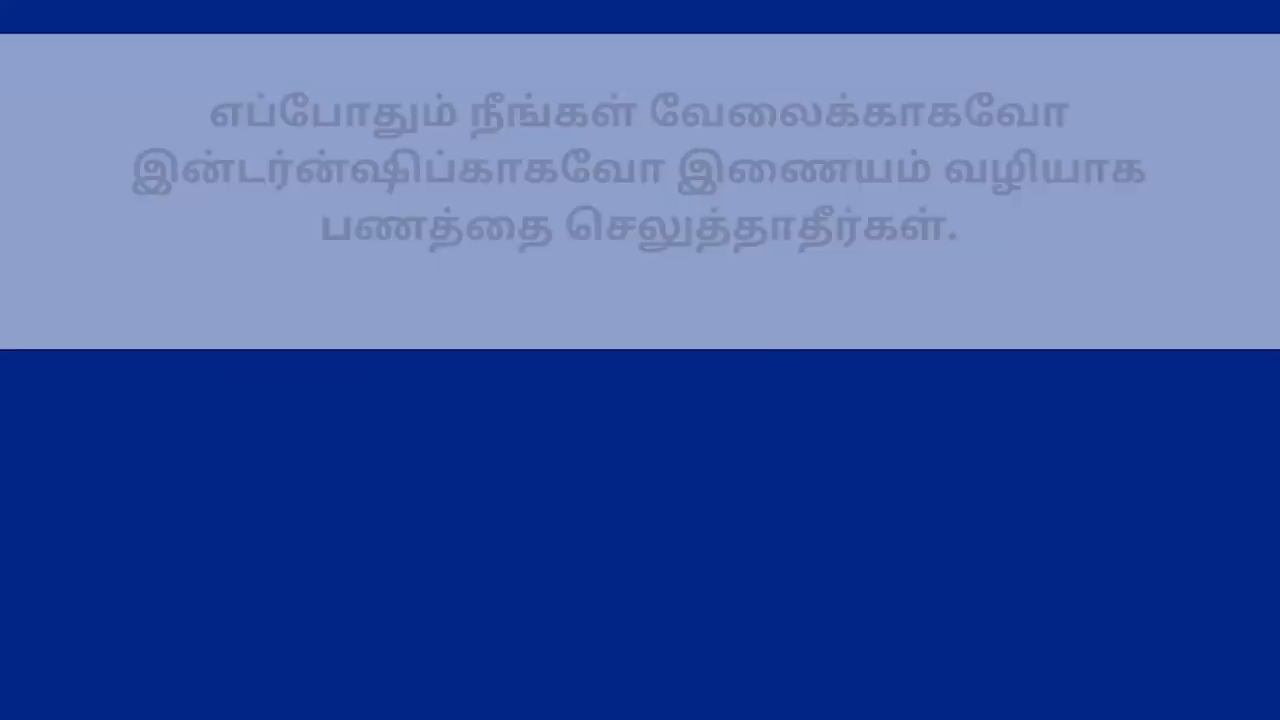 எப்போதும் நீங்கள் வேலைக்காகவோ
இன்டர்ன்ஷிப்காகவோ இணையம் வழியாக
பணத்தை செலுத்தாதீர்கள்.